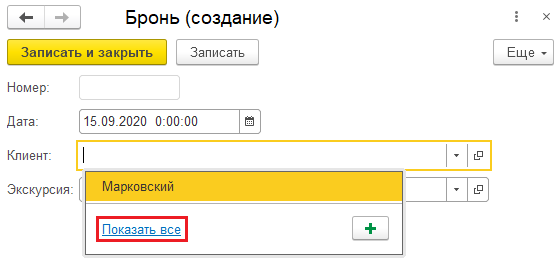 Бронь (создание)
Записать и закрыть Записать Еще
Номер:
Дата: 15.09.2020 0:00:00
Клиент:
Экскурсия:
Марковский
Показать все